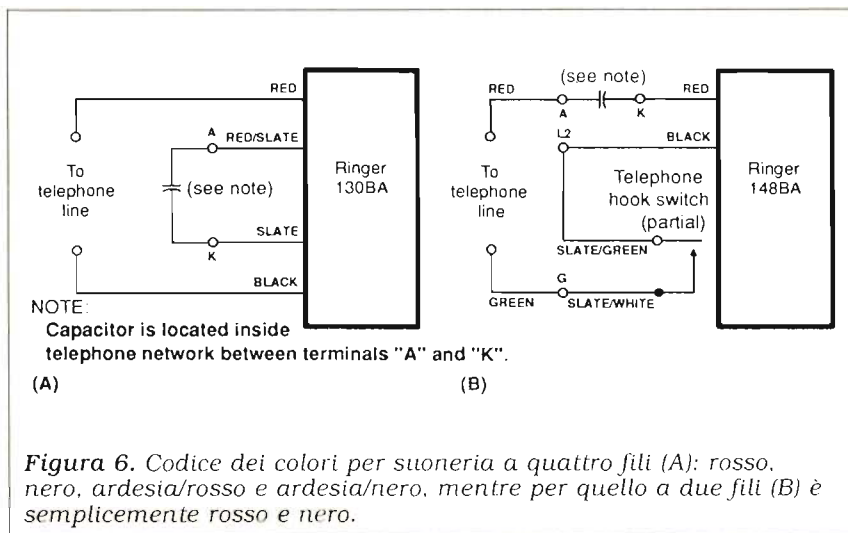 RED
A
RED/SLATE
To
telephone
line
(see note)
SLATE
K
BLACK
Ringer
130BA
(see note)
RED
A
K
RED
L2
BLACK
To
telephone
line
Telephone
hook switch
(partial)
SLATE/GREEN
G
GREEN
SLATE/WHITE
Ringer
148BA
NOTE:
Capacitor is located inside
telephone network between terminals "A" and "K".
(A)
(B)
Figura 6. Codice dei colori per suoneria a quattro fili (A): rosso,
nero, ardesia/rosso e ardesia/nero, mentre per quello a due fili (B) è
semplicemente rosso e nero.